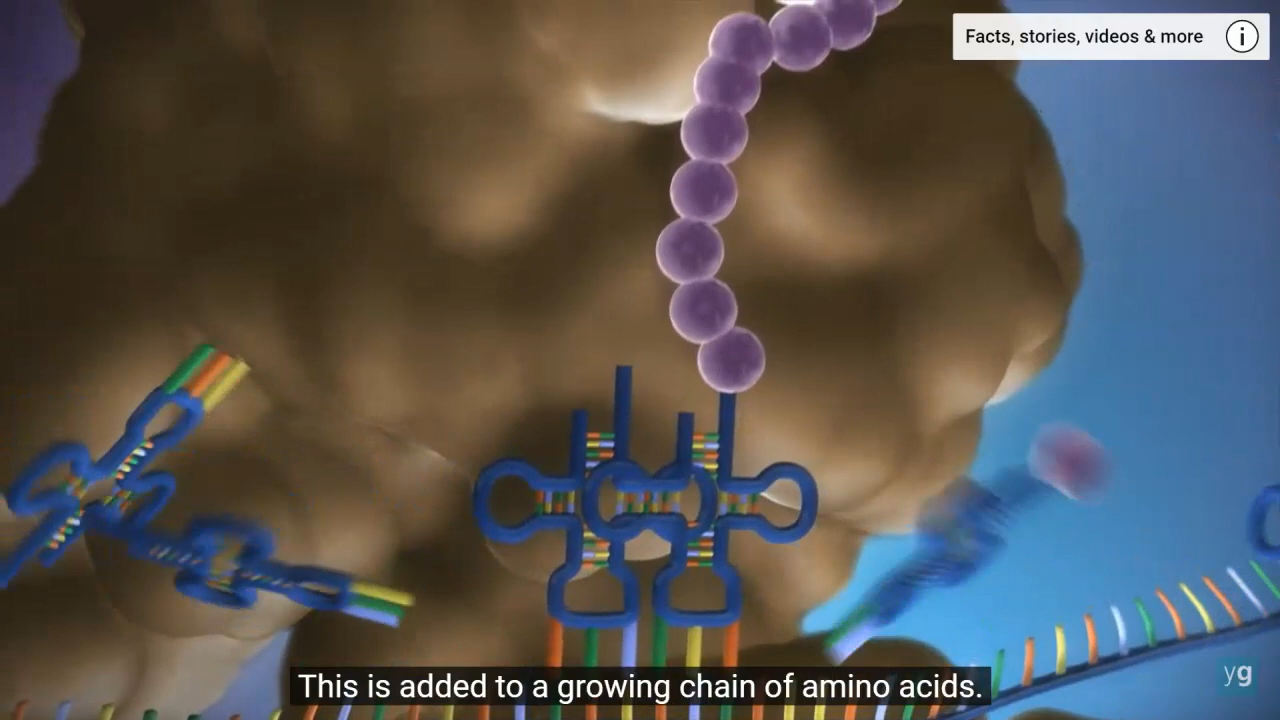 Facts, stories, videos & more
This is added to a growing chain of amino acids.
yg